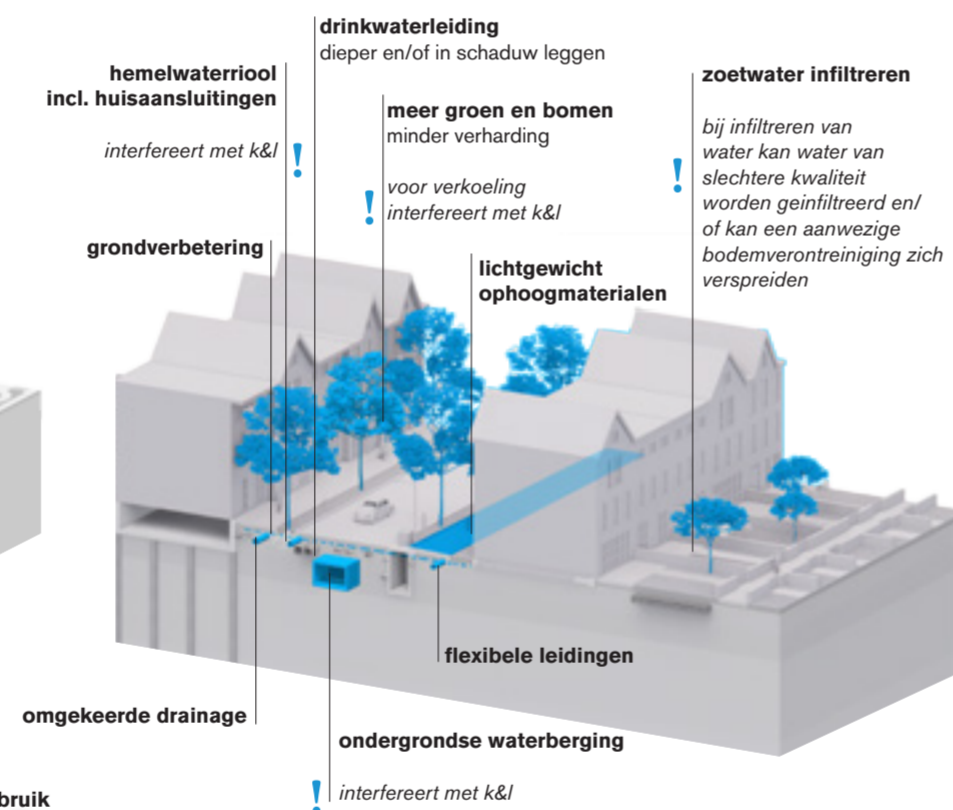 drinkwaterleiding
dieper en/of in schaduw leggen
hemelwaterriool
incl. huisaansluitingen
interfereert met k&l
!
meer groen en bomen
minder verharding
voor verkoeling
interfereert met k&l
!
zoetwater infiltreren
bij infiltreren van
water kan water van
slechtere kwaliteit
worden geinfiltreerd en/
of kan een aanwezige
bodemverontreiniging zich
verspreiden
!
grondverbetering
lichtgewicht
ophoogmaterialen
flexibele leidingen
omgekeerde drainage
ondergrondse waterberging
! interfereert met k&l
bruik